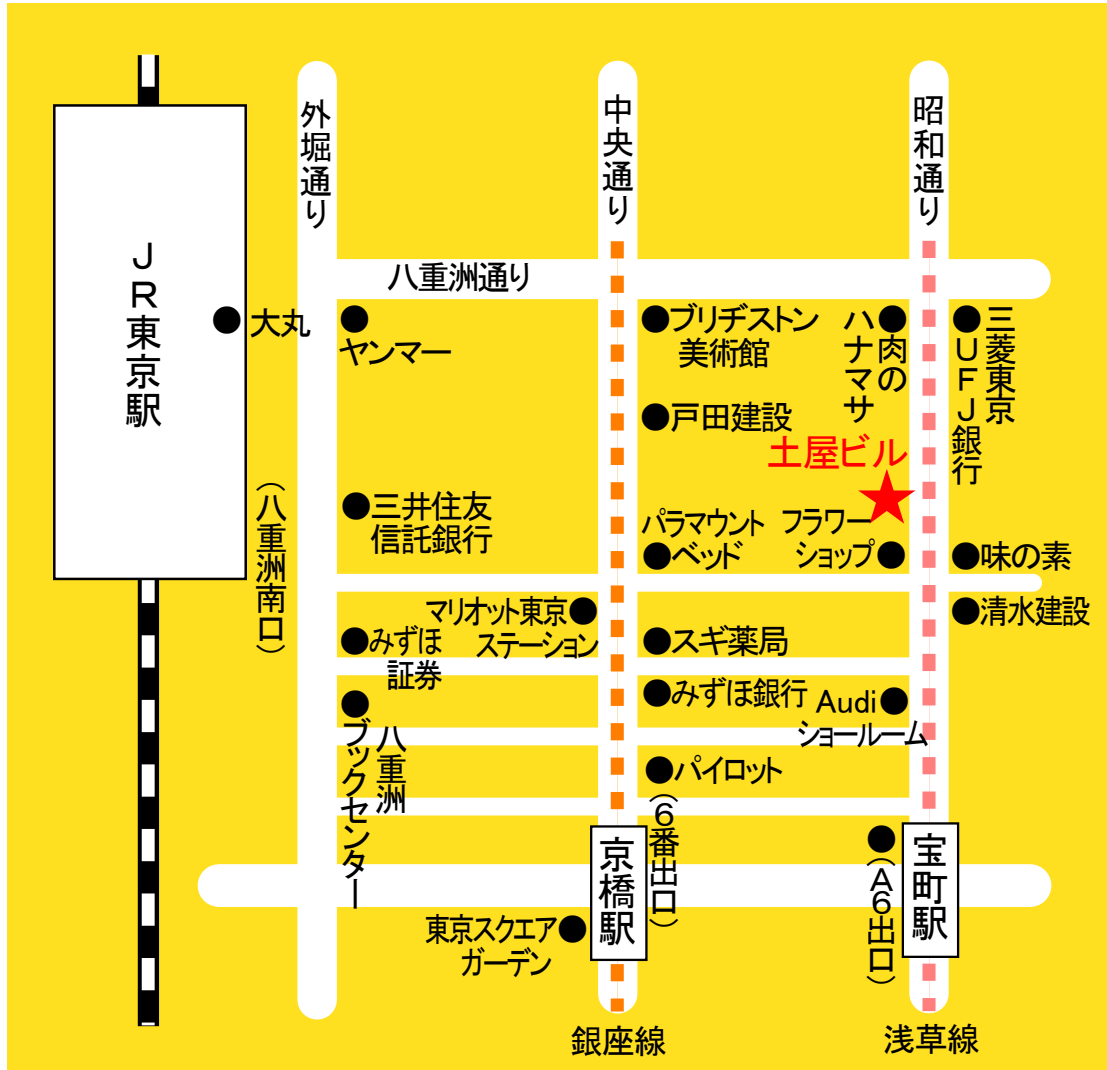 外堀通り
中央通り
昭和通り
八重洲通り
JR東京駅
(八重洲南口)
大丸
ヤンマー
ブリヂストン
美術館
肉の
ハナマサ
三菱東京
UFJ銀行
戸田建設
土屋ビル
三井住友
信託銀行
パラマウント
ベッド
フラワー
ショップ
味の素
マリオット東京
ステーション
清水建設
みずほ
証券
スギ薬局
みずほ銀行
Audi
ショールーム
八重洲
ブックセンター
パイロット
京橋駅
(6番出口)
宝町駅
(A6出口)
東京スクエア
ガーデン
銀座線
浅草線